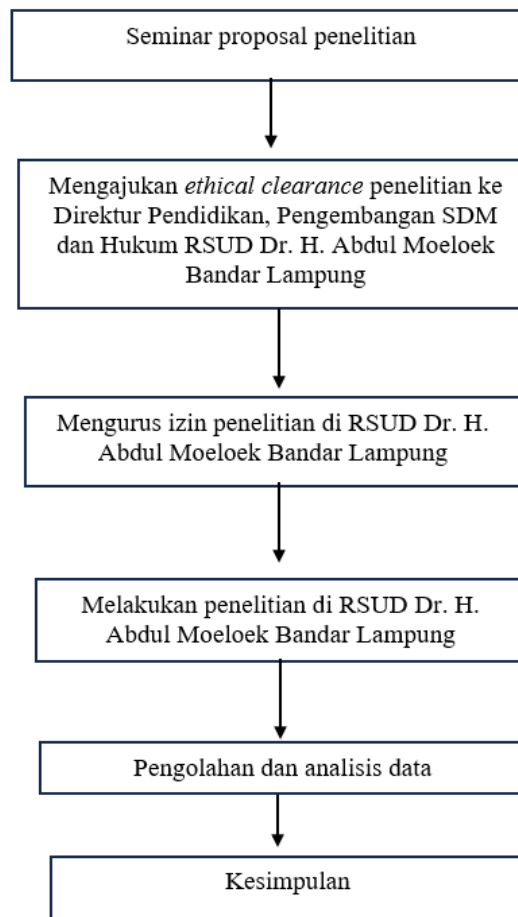 Seminar proposal penelitian
Mengajukan ethical clearance penelitian ke
Direktur Pendidikan, Pengembangan SDM
dan Hukum RSUD Dr. H. Abdul Moeloek
Bandar Lampung
Mengurus izin penelitian di RSUD Dr. H.
Abdul Moeloek Bandar Lampung
Melakukan penelitian di RSUD Dr. H.
Abdul Moeloek Bandar Lampung
Pengolahan dan analisis data
Kesimpulan